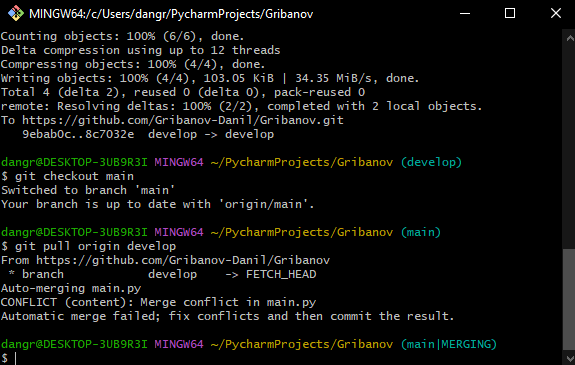 MINGW64:/c/Users/dangr/PycharmProjects/Gribanov
Counting objects: 100% (6/6), done.
Delta compression using up to 12 threads
Compressing objects: 100% (4/4), done.
Writing objects: 100% (4/4), 103.05 KiB | 34.35 MiB/s, done.
Total 4 (delta 2), reused 0 (delta 0), pack-reused 0
remote: Resolving deltas: 100% (2/2), completed with 2 local objects.
To https://github.com/Gribanov-Danil/Gribanov.git
   9ebab0c..8c7032e  develop -> develop
dangr@DESKTOP-3UB9R3I MINGW64 ~/PycharmProjects/Gribanov (develop)
$ git checkout main
Switched to branch 'main'
Your branch is up to date with 'origin/main'.
dangr@DESKTOP-3UB9R3I MINGW64 ~/PycharmProjects/Gribanov (main)
$ git pull origin develop
From https://github.com/Gribanov-Danil/Gribanov
 * branch            develop    -> FETCH_HEAD
Auto-merging main.py
CONFLICT (content): Merge conflict in main.py
Automatic merge failed; fix conflicts and then commit the result.
dangr@DESKTOP-3UB9R3I MINGW64 ~/PycharmProjects/Gribanov (main|MERGING)
$